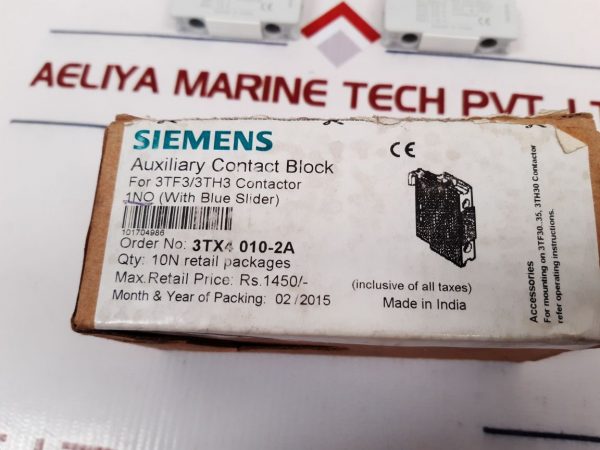 AELIYA MARINE TECH PVT. LT
SIEMENS
Auxiliary Contact Block
For 3TF3/3TH3 Contactor
1NO (With Blue Slider)
101704986
Order No: 3TX4 010-2A
Qty: 10N retail packages
Max.Retail Price: Rs.1450/-
Month & Year of Packing: 02/2015
CE
(inclusive of all taxes)
Made in India
Accessories
For mounting on 3TF30..35, 3TH30 Contactor
refer operating instructions.